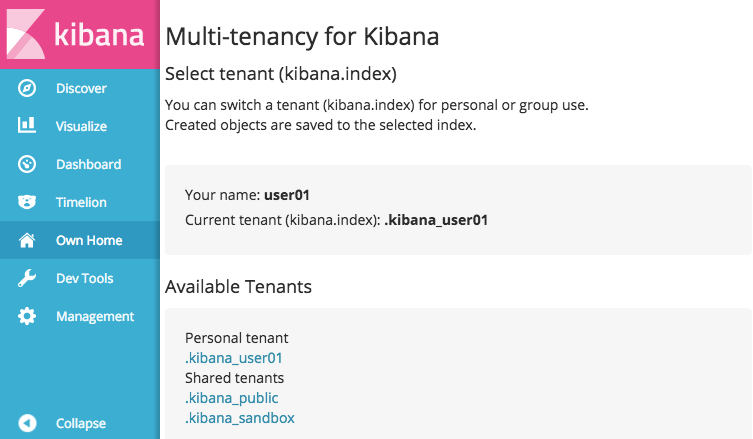 kibana
Discover
Visualize
Dashboard
Timelion
Own Home
Dev Tools
Management
Collapse
Multi-tenancy for Kibana
Select tenant (kibana.index)
You can switch a tenant (kibana.index) for personal or group use.
Created objects are saved to the selected index.
Your name: user01
Current tenant (kibana.index): .kibana_user01
Available Tenants
Personal tenant
.kibana_user01
Shared tenants
.kibana_public
.kibana_sandbox